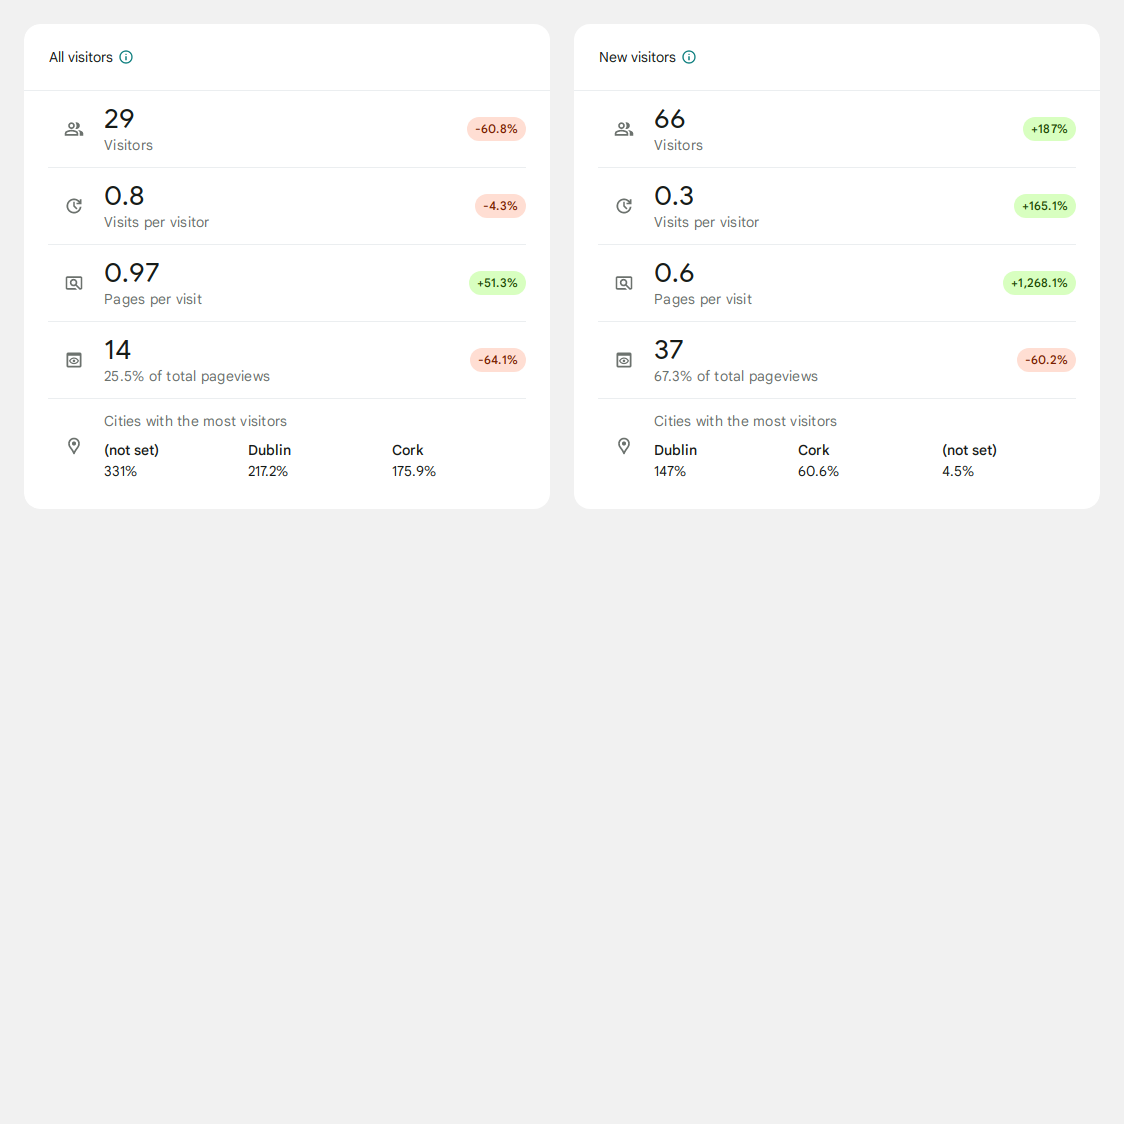 All visitors
29
Visitors
-60.8%
0.8
Visits per visitor
-4.3%
0.97
Pages per visit
+51.3%
14
25.5% of total pageviews
-64.1%
Cities with the most visitors
(not set) Dublin Cork
331% 217.2% 175.9%
New visitors
66
Visitors
+187%
0.3
Visits per visitor
+165.1%
0.6
Pages per visit
+1,268.1%
37
67.3% of total pageviews
-60.2%
Cities with the most visitors
Dublin Cork (not set)
147% 60.6% 4.5%